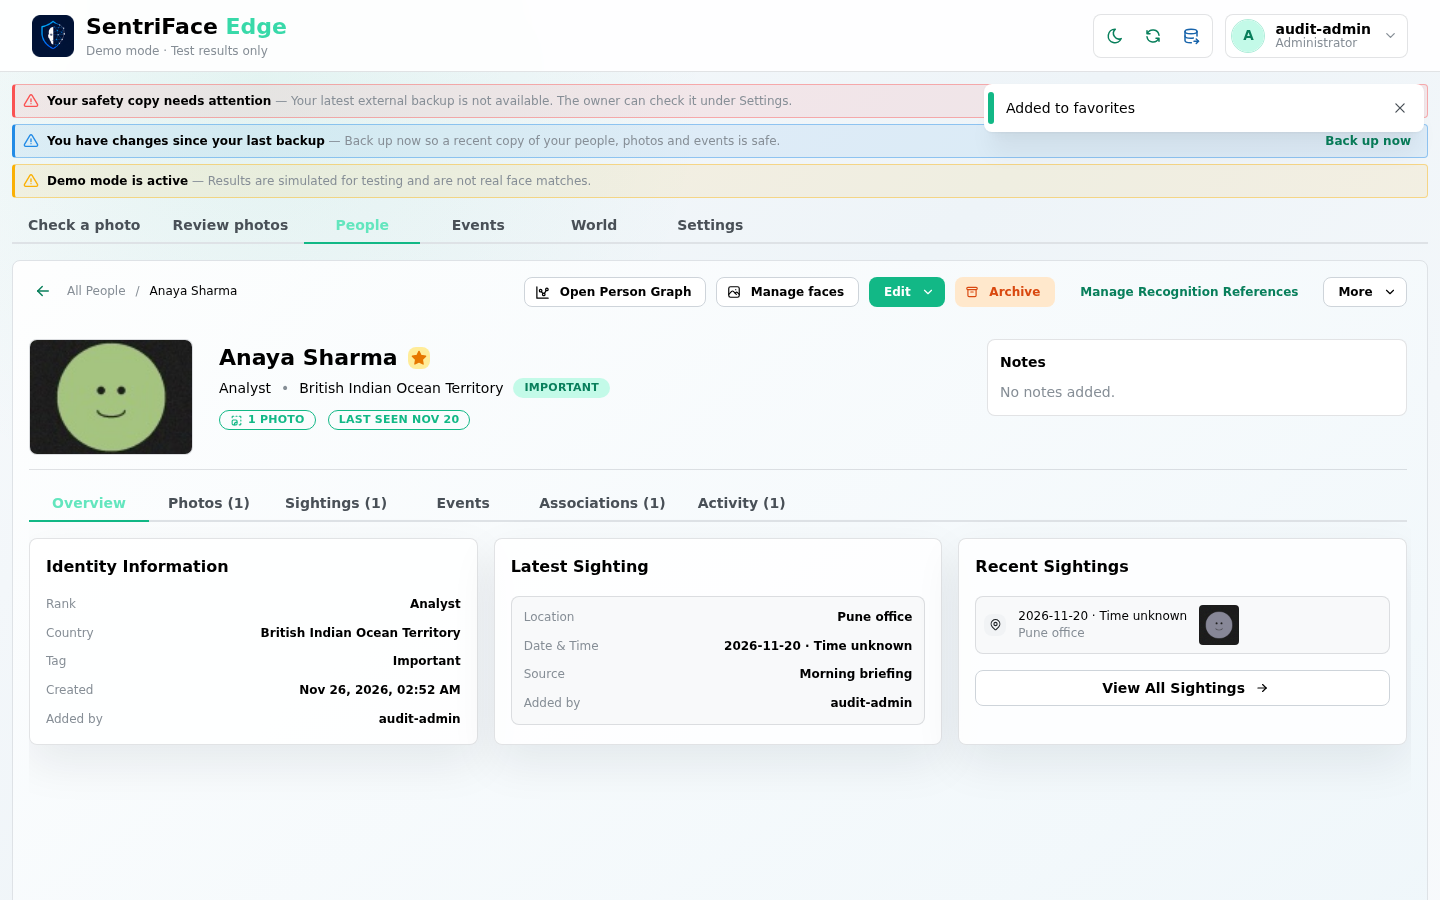 SentriFace Edge
Demo mode · Test results only
A
audit-admin
Administrator
Your safety copy needs attention — Your latest external backup is not available. The owner can check it under Settings.
Added to favorites
You have changes since your last backup — Back up now so a recent copy of your people, photos and events is safe.
Back up now
Demo mode is active — Results are simulated for testing and are not real face matches.
Check a photo
Review photos
People
Events
World
Settings
All People / Anaya Sharma
Open Person Graph
Manage faces
Edit
Archive
Manage Recognition References
More
Anaya Sharma
Analyst • British Indian Ocean Territory IMPORTANT
1 PHOTO
LAST SEEN NOV 20
Notes
No notes added.
Overview
Photos (1)
Sightings (1)
Events
Associations (1)
Activity (1)
Identity Information
Rank Analyst
Country British Indian Ocean Territory
Tag Important
Created Nov 26, 2026, 02:52 AM
Added by audit-admin
Latest Sighting
Location Pune office
Date & Time 2026-11-20 · Time unknown
Source Morning briefing
Added by audit-admin
Recent Sightings
2026-11-20 · Time unknown
Pune office
View All Sightings